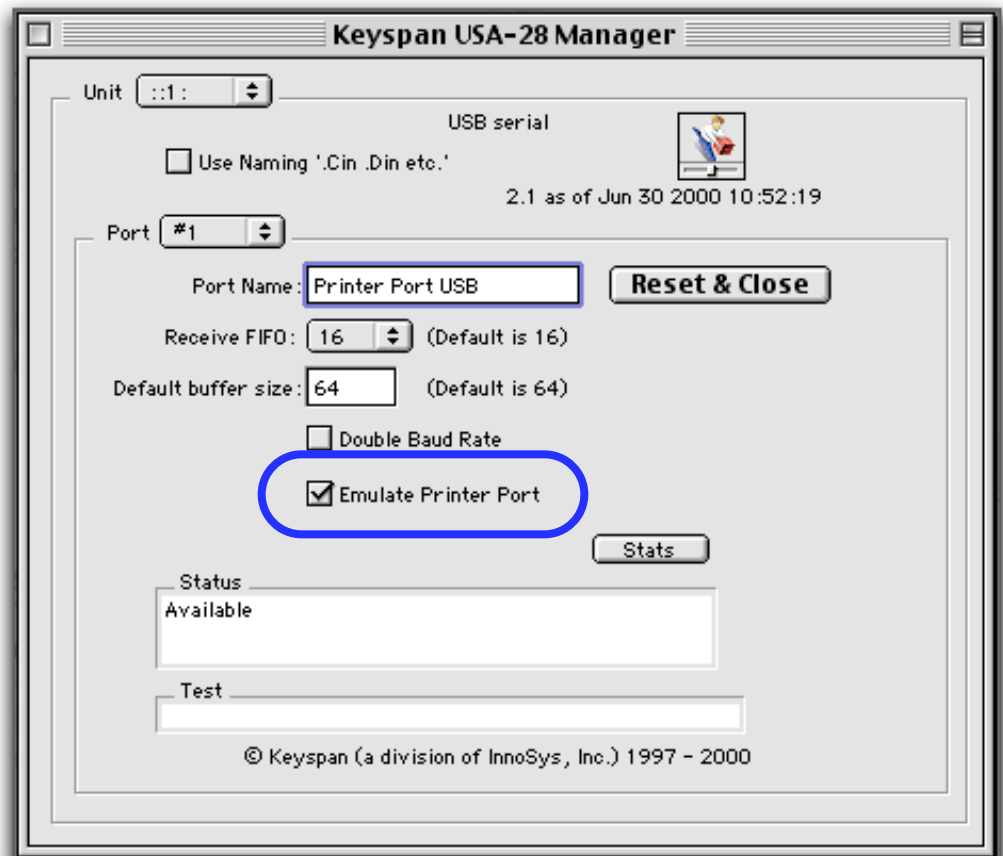 Keyspan USA-28 Manager
Unit ::1:
USB serial
Use Naming '.Cin .Din etc.'
2.1 as of Jun 30 2000 10:52:19
Port #1
Port Name: Printer Port USB Reset & Close
Receive FIFO: 16 (Default is 16)
Default buffer size: 64 (Default is 64)
Double Baud Rate
Emulate Printer Port
Stats
Status
Available
Test
© Keyspan (a division of InnoSys, Inc.) 1997 - 2000